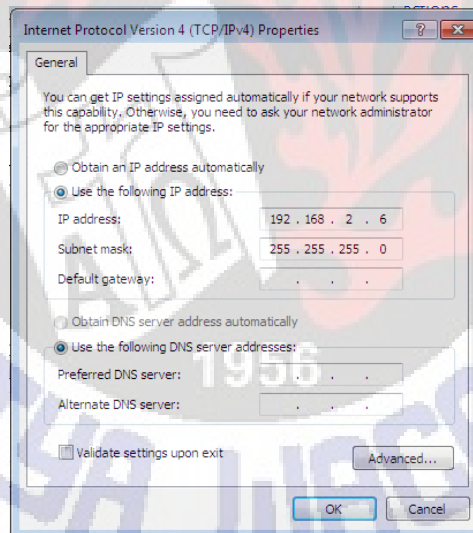 Internet Protocol Version 4 (TCP/IPv4) Properties
General
You can get IP settings assigned automatically if your network supports
this capability. Otherwise, you need to ask your network administrator
for the appropriate IP settings.
Obtain an IP address automatically
Use the following IP address:
IP address: 192 . 168 . 2 . 6
Subnet mask: 255 . 255 . 255 . 0
Default gateway: . . .
Obtain DNS server address automatically
Use the following DNS server addresses:
1956
Preferred DNS server: . . .
Alternate DNS server: . . .
Validate settings upon exit
Advanced...
OK Cancel